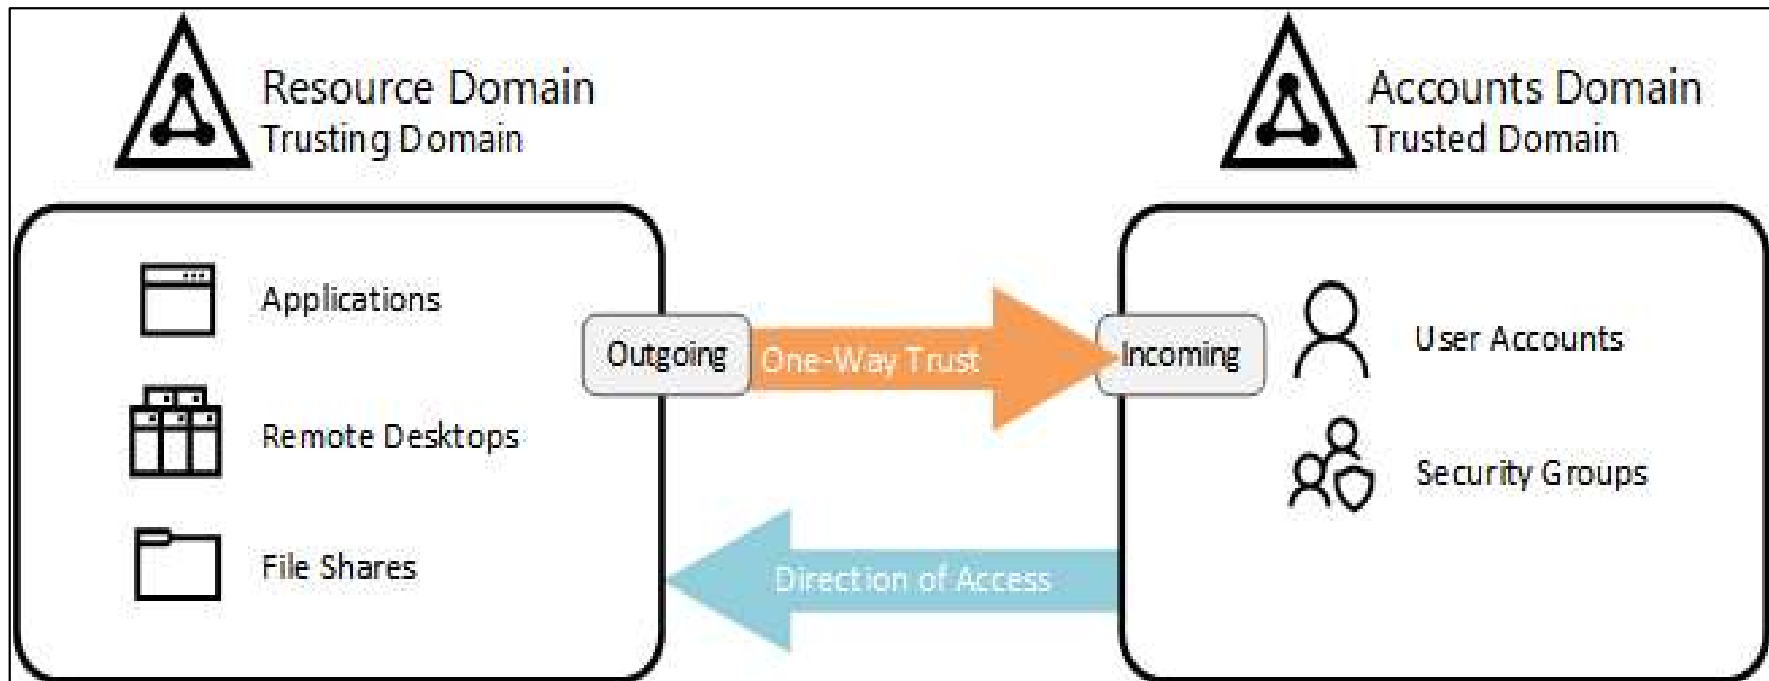 Resource Domain
Trusting Domain
Accounts Domain
Trusted Domain
Applications
Remote Desktops
File Shares
Outgoing
One-Way Trust
Incoming
Direction of Access
User Accounts
Security Groups